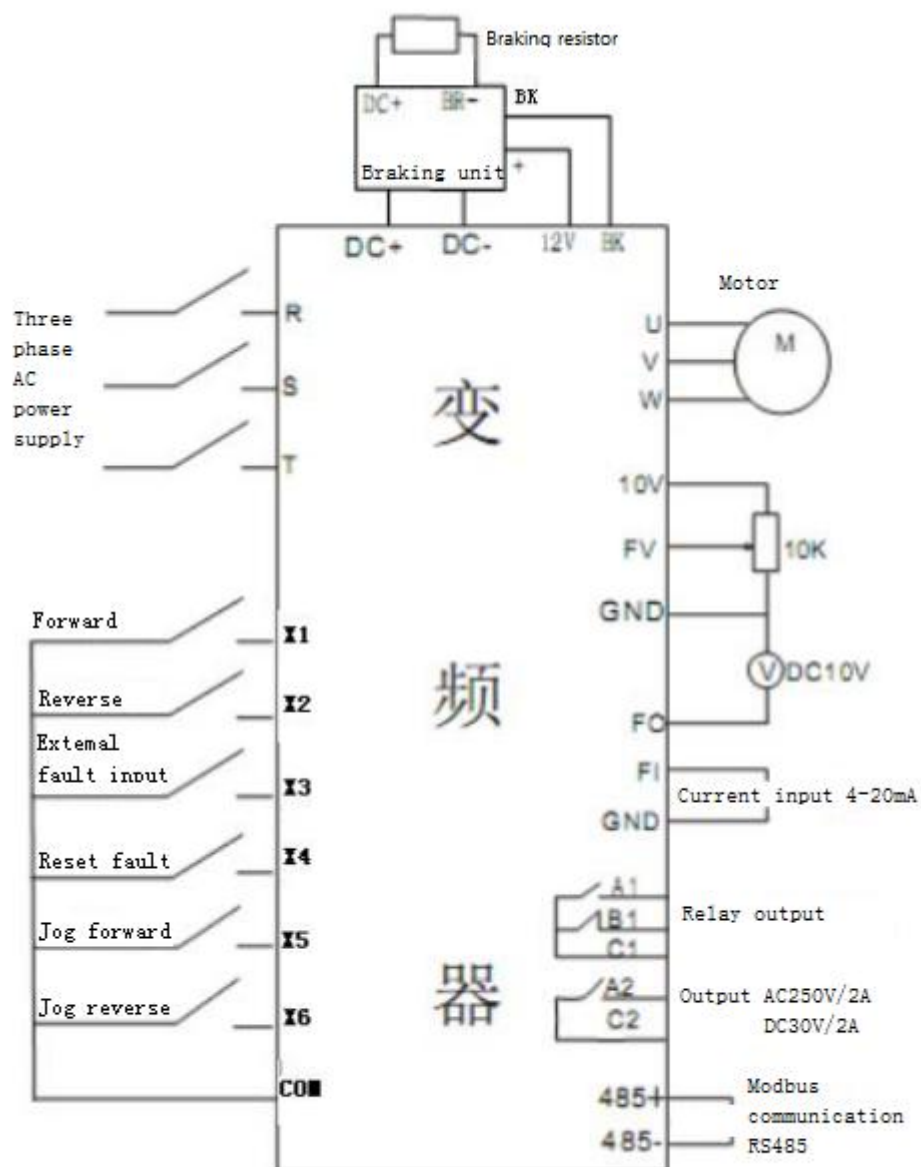 Braking resistor
DC+ BR- BK
Braking unit +
DC+ DC- 12V BK
Three
phase
AC
power
supply
R
S
T
Motor
U
V
W
M
变
频
器
10V
FV
10K
GND
V DC10V
FO
FI
Current input 4-20mA
GND
Forward
X1
Reverse
X2
Extemal
fault input
X3
Reset fault
X4
Jog forward
X5
Jog reverse
X6
COM
A1
B1
C1
Relay output
A2
C2
Output AC250V/2A
DC30V/2A
485+
485-
Modbus
communication
RS485